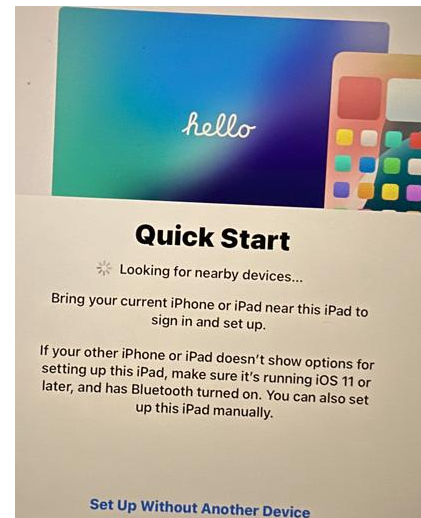 hello
Quick Start
Looking for nearby devices...
Bring your current iPhone or iPad near this iPad to
sign in and set up.
If your other iPhone or iPad doesn't show options for
setting up this iPad, make sure it's running iOS 11 or
later, and has Bluetooth turned on. You can also set
up this iPad manually.
Set Up Without Another Device